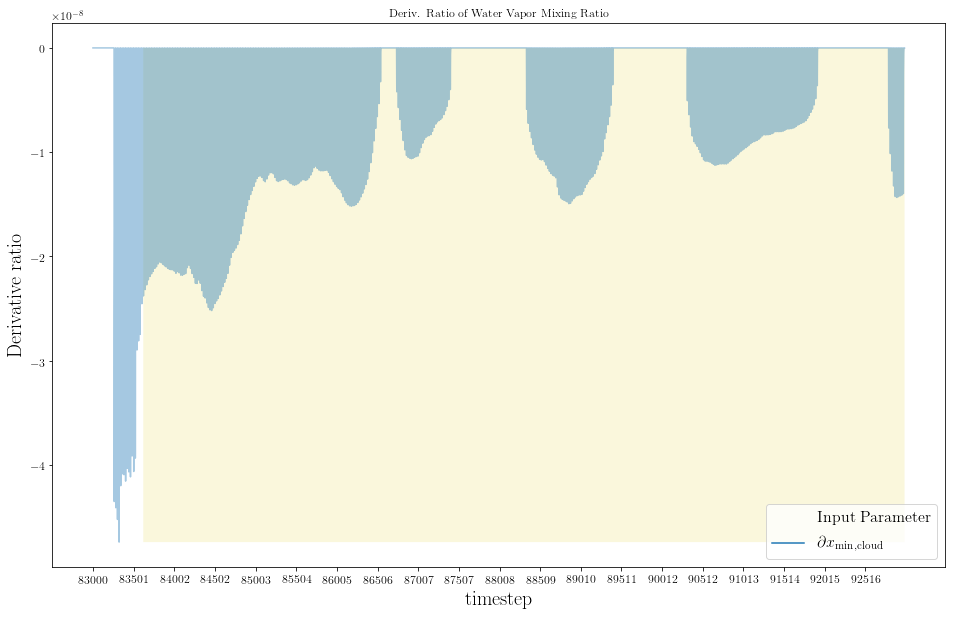 Deriv. Ratio of Water Vapor Mixing Ratio
×10⁻⁸
0
−1
−2
−3
−4
Derivative ratio
Input Parameter
∂x_min,cloud
83000 83501 84002 84502 85003 85504 86005 86506 87007 87507 88008 88509 89010 89511 90012 90512 91013 91514 92015 92516
timestep